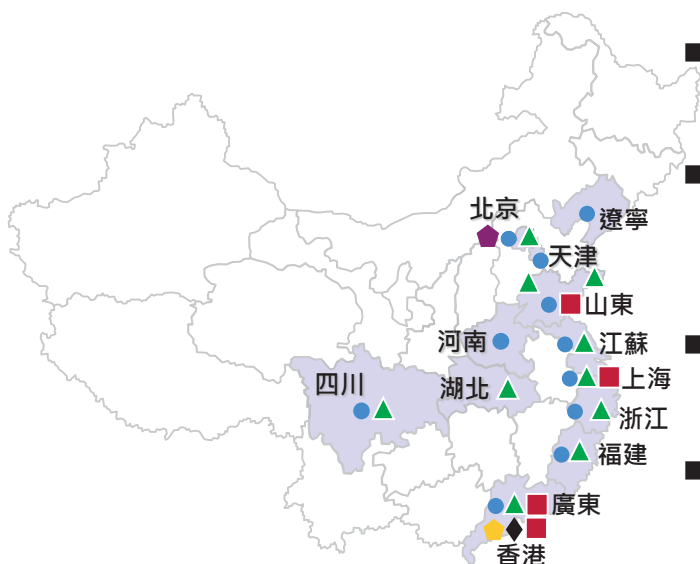 北京
遼寧
天津
山東
河南
江蘇
四川
湖北
上海
浙江
福建
廣東
香港